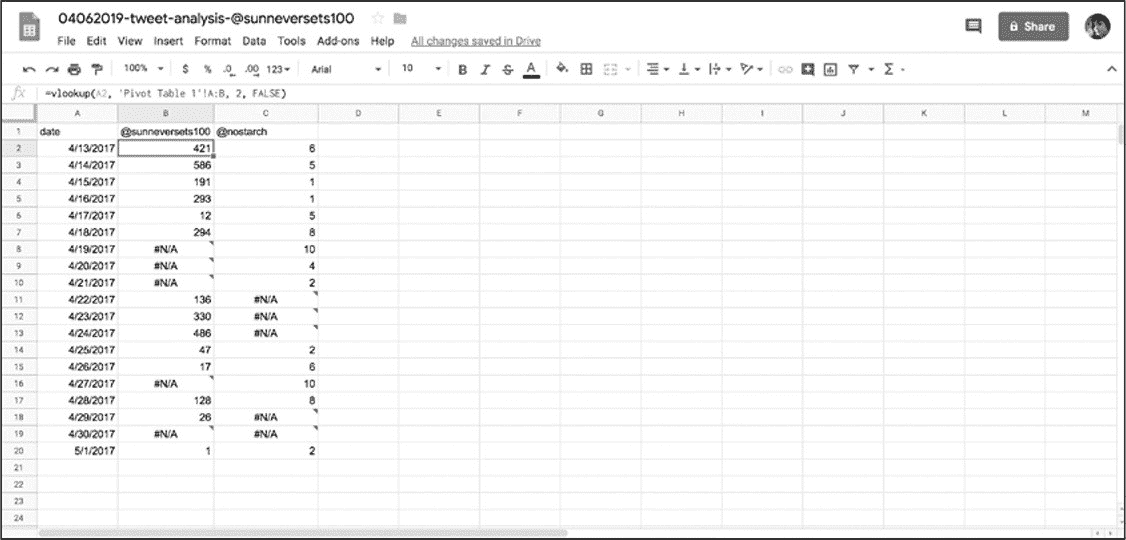 04062019-tweet-analysis-@sunneversets100
File Edit View Insert Format Data Tools Add-ons Help All changes saved in Drive
Share
100% $ % .0 .00 123 Arial 10 B I S A Σ
fx =vlookup(A2, 'Pivot Table 1'!A:B, 2, FALSE)
A B C D E F G H I J K L M
1 date @sunneversets100 @nostarch
2 4/13/2017 421 6
3 4/14/2017 586 5
4 4/15/2017 191 1
5 4/16/2017 293 1
6 4/17/2017 12 5
7 4/18/2017 294 8
8 4/19/2017 #N/A 10
9 4/20/2017 #N/A 4
10 4/21/2017 #N/A 2
11 4/22/2017 136 #N/A
12 4/23/2017 330 #N/A
13 4/24/2017 486 #N/A
14 4/25/2017 47 2
15 4/26/2017 17 6
16 4/27/2017 #N/A 10
17 4/28/2017 128 8
18 4/29/2017 26 #N/A
19 4/30/2017 #N/A #N/A
20 5/1/2017 1 2
21
22
23
24